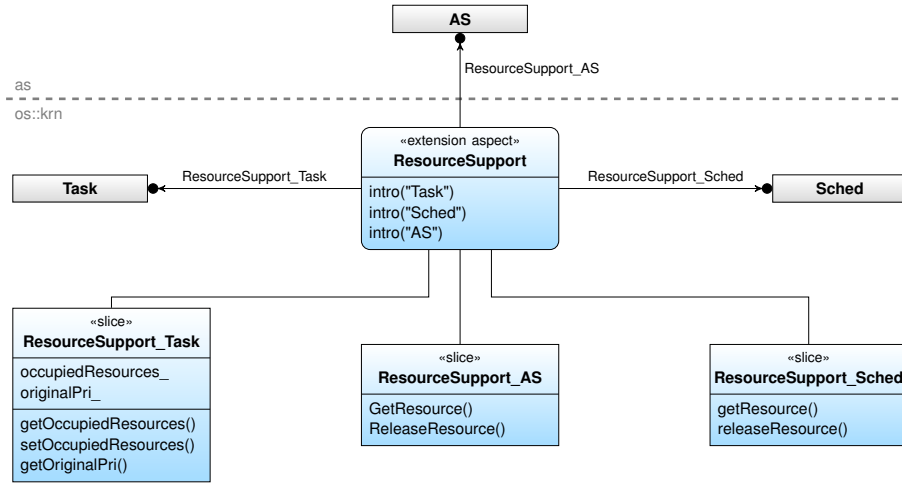 AS
ResourceSupport_AS
as
os::krn
«extension aspect»
ResourceSupport
intro("Task")
intro("Sched")
intro("AS")
Task
ResourceSupport_Task
ResourceSupport_Sched
Sched
«slice»
ResourceSupport_Task
occupiedResources_
originalPri_
getOccupiedResources()
setOccupiedResources()
getOriginalPri()
«slice»
ResourceSupport_AS
GetResource()
ReleaseResource()
«slice»
ResourceSupport_Sched
getResource()
releaseResource()